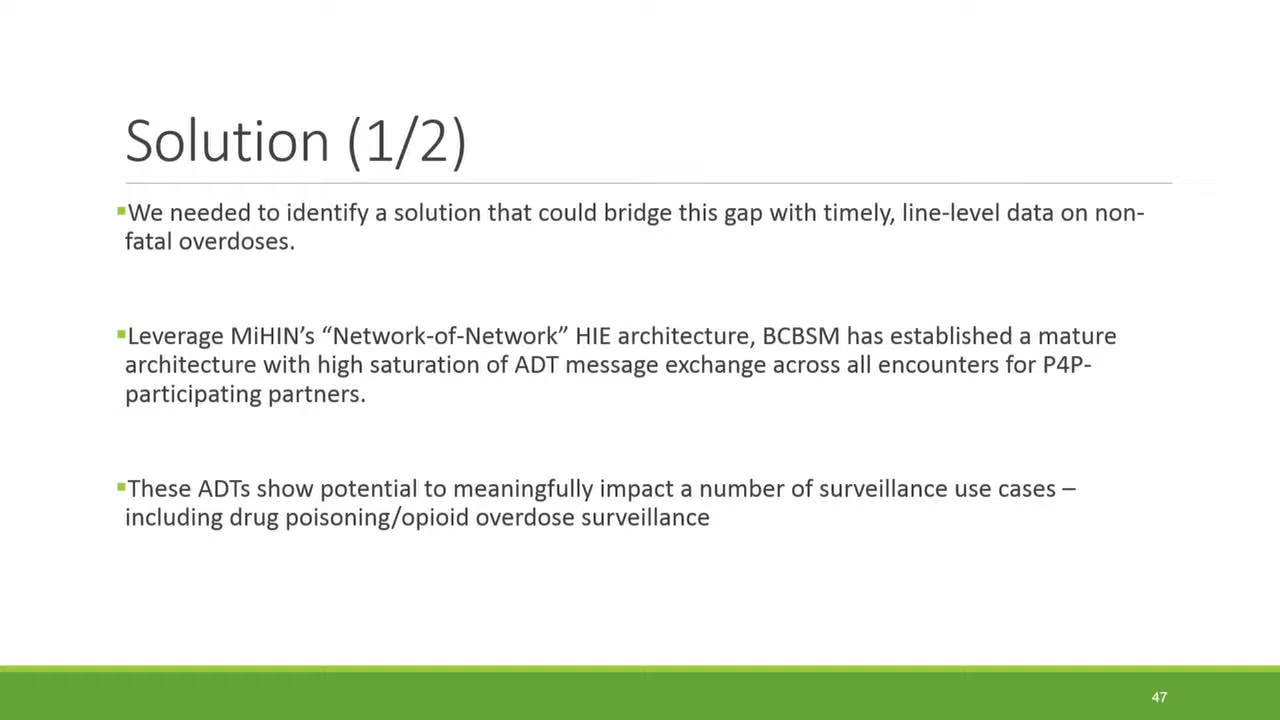 Solution (1/2)
▪We needed to identify a solution that could bridge this gap with timely, line-level data on non-
fatal overdoses.
▪Leverage MiHIN’s “Network-of-Network” HIE architecture, BCBSM has established a mature
architecture with high saturation of ADT message exchange across all encounters for P4P-
participating partners.
▪These ADTs show potential to meaningfully impact a number of surveillance use cases –
including drug poisoning/opioid overdose surveillance
47